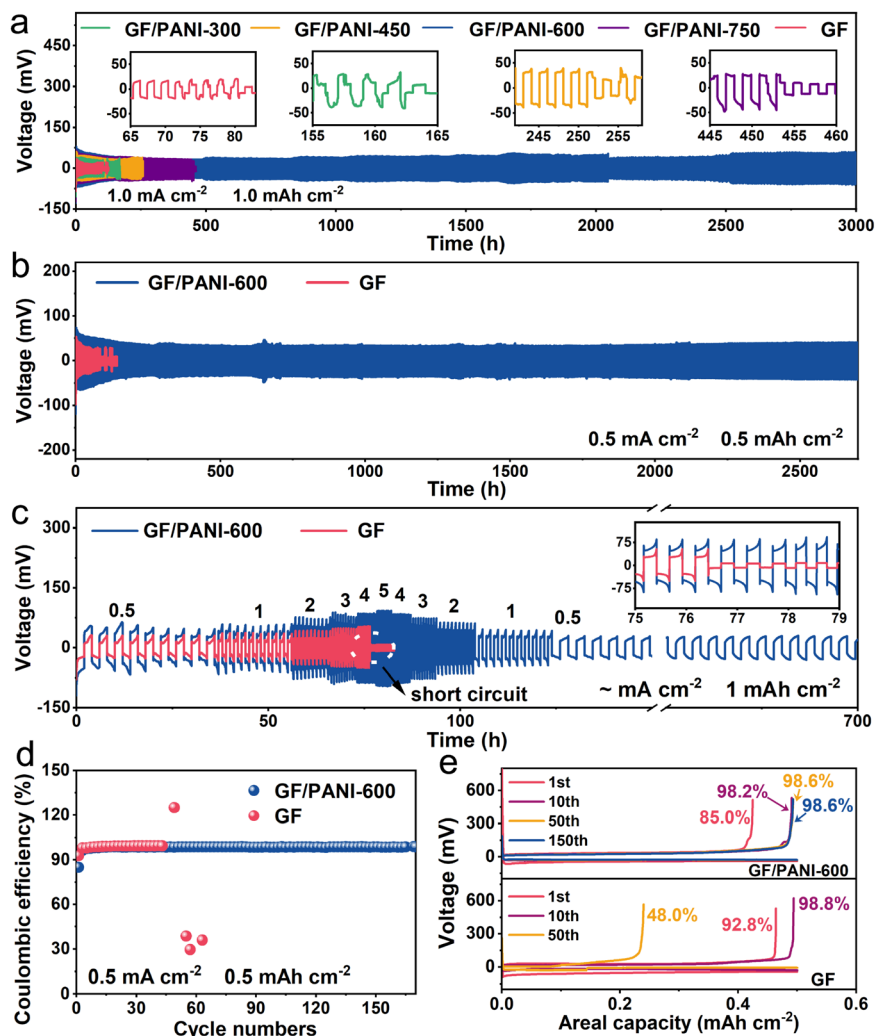 a
GF/PANI-300 GF/PANI-450 GF/PANI-600 GF/PANI-750 GF
Voltage (mV)
450
300
150
0
-150
50
0
-50
65 70 75 80
50
0
-50
155 160 165
50
0
-50
245 250 255
50
0
-50
445 450 455 460
1.0 mA cm-2 1.0 mAh cm-2
0 500 1000 1500 2000 2500 3000
Time (h)
b
GF/PANI-600 GF
Voltage (mV)
200
100
0
-100
-200
0.5 mA cm-2 0.5 mAh cm-2
0 500 1000 1500 2000 2500
Time (h)
c
GF/PANI-600 GF
Voltage (mV)
300
150
0
-150
75
0
-75
75 76 77 78 79
0.5 1 2 3 4 5 4 3 2 1 0.5
short circuit
~ mA cm-2 1 mAh cm-2
0 50 100 700
Time (h)
d
Coulombic efficiency (%)
150
120
90
60
30
0
GF/PANI-600
GF
0.5 mA cm-2 0.5 mAh cm-2
0 30 60 90 120 150
Cycle numbers
e
Voltage (mV)
600
300
0
1st
10th
50th
150th
98.6%
98.2%
98.6%
85.0%
GF/PANI-600
600
300
0
1st
10th
50th
48.0%
92.8%
98.8%
GF
0.0 0.2 0.4 0.6
Areal capacity (mAh cm-2)